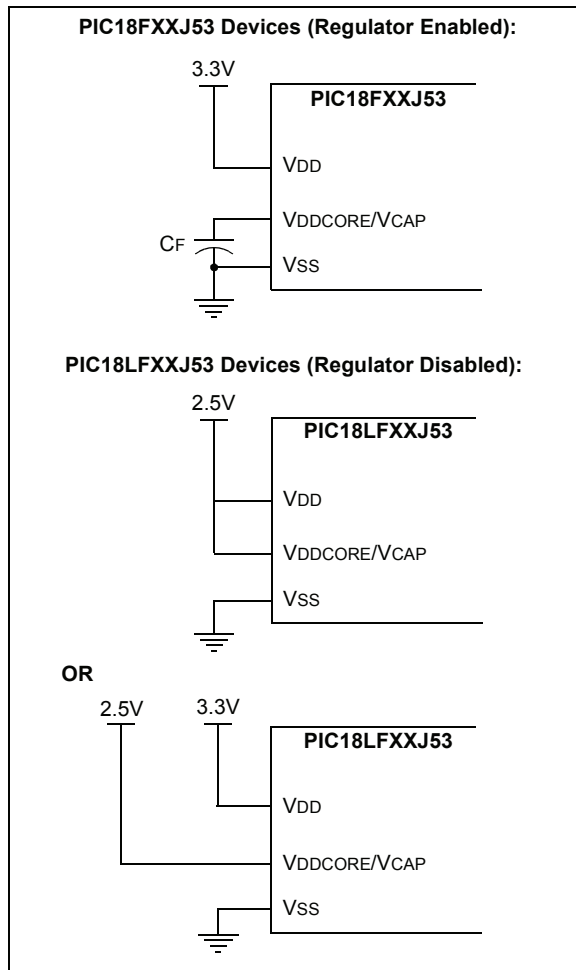 PIC18FXXJ53 Devices (Regulator Enabled):
3.3V
PIC18FXXJ53
VDD
VDDCORE/VCAP
CF
VSS
PIC18LFXXJ53 Devices (Regulator Disabled):
2.5V
PIC18LFXXJ53
VDD
VDDCORE/VCAP
VSS
OR
2.5V 3.3V
PIC18LFXXJ53
VDD
VDDCORE/VCAP
VSS